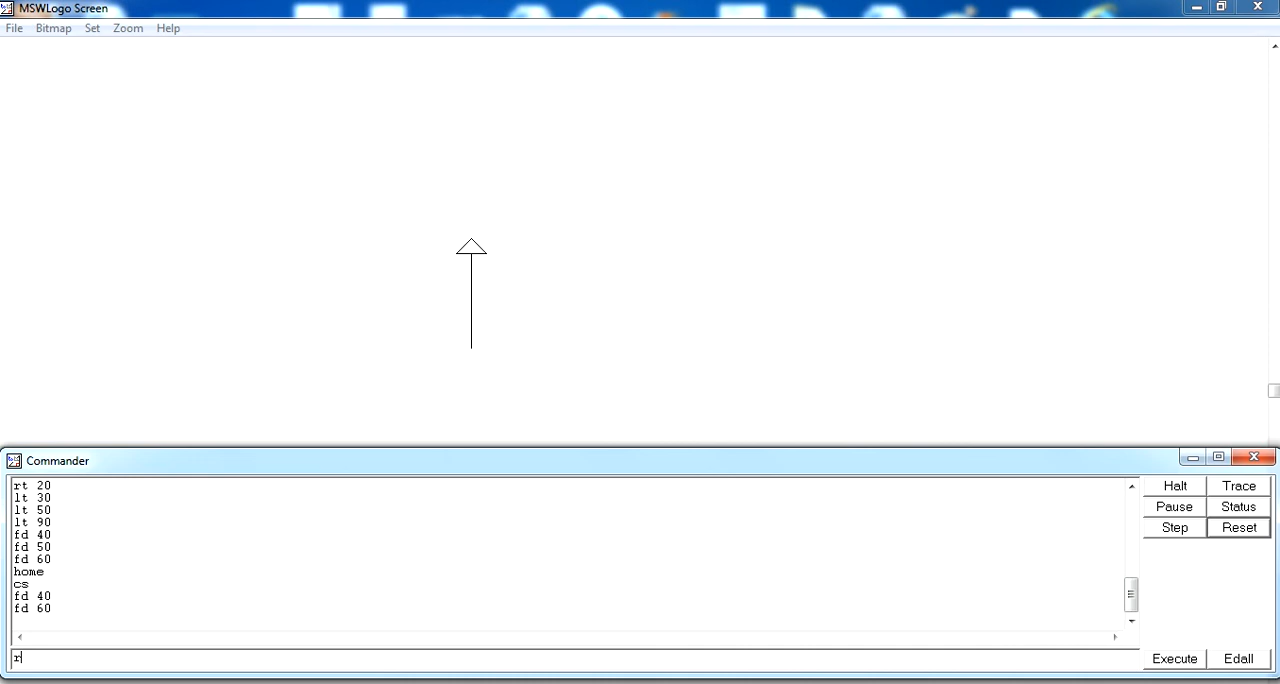 MSWLogo Screen
File Bitmap Set Zoom Help
Commander
rt 20
lt 30
lt 50
lt 90
fd 40
fd 50
fd 60
home
cs
fd 40
fd 60
r
Halt Trace
Pause Status
Step Reset
Execute Edall